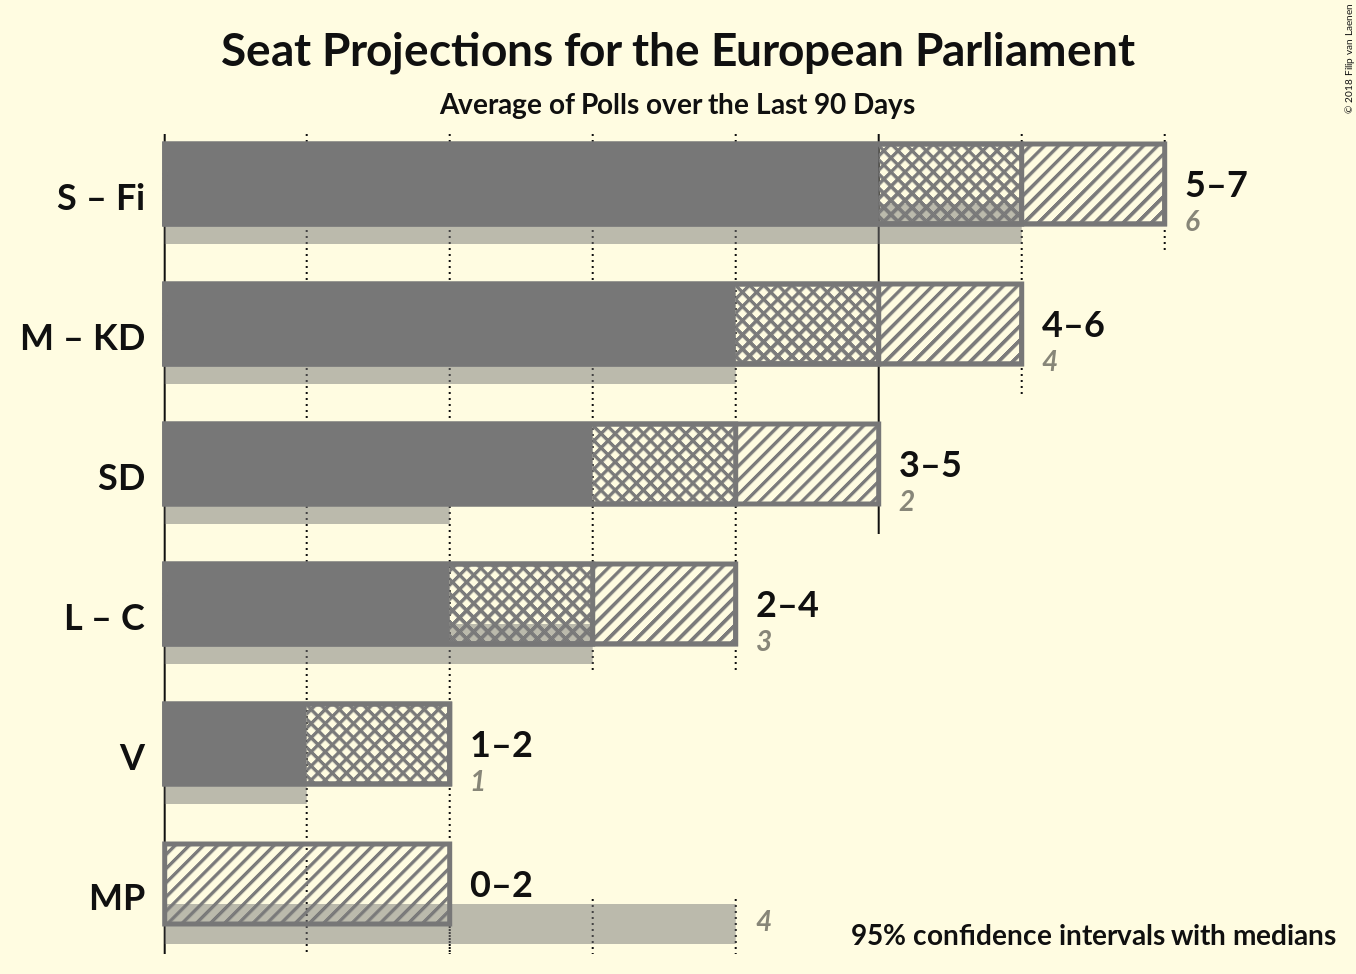 Seat Projections for the European Parliament
Average of Polls over the Last 90 Days
© 2018 Filip van Laenen
S – Fi
5–7
6
M – KD
4–6
4
SD
3–5
2
L – C
2–4
3
V
1–2
1
MP
0–2
4
95% confidence intervals with medians